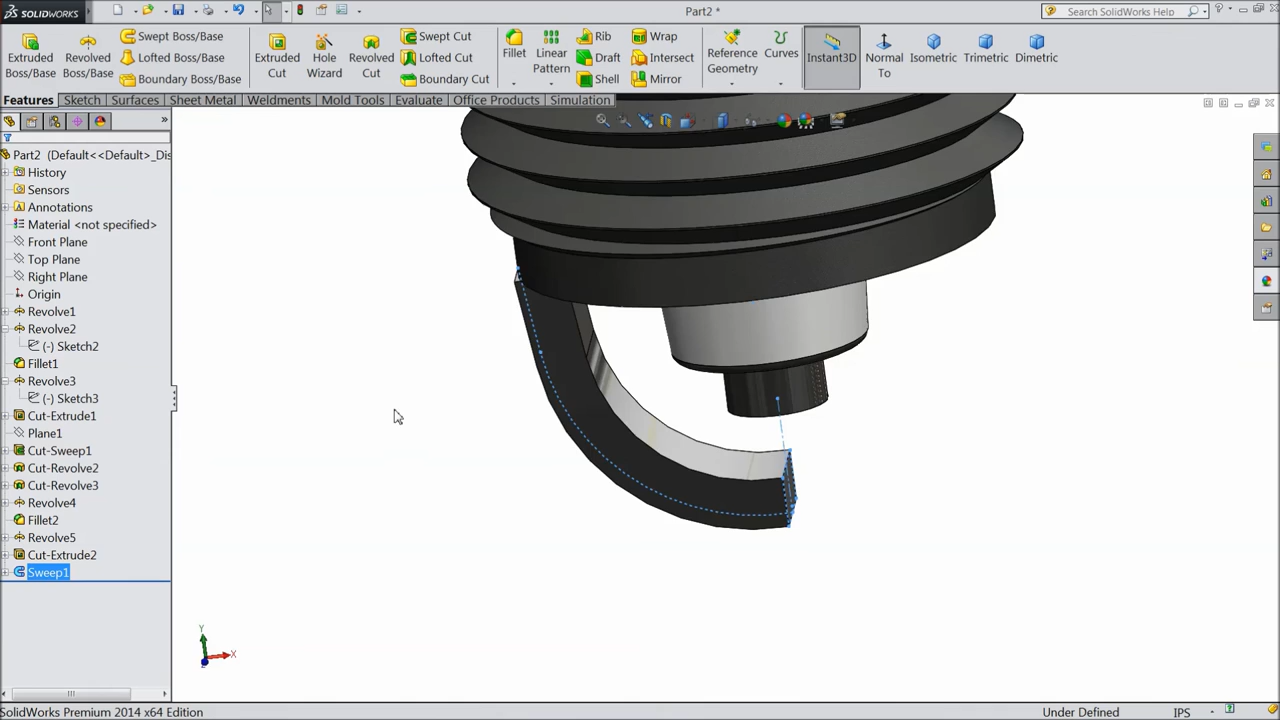 SOLIDWORKS
Part2 *
Search SolidWorks Help
Extruded Boss/Base
Revolved Boss/Base
Swept Boss/Base
Lofted Boss/Base
Boundary Boss/Base
Extruded Cut
Hole Wizard
Revolved Cut
Swept Cut
Lofted Cut
Boundary Cut
Fillet
Linear Pattern
Rib
Draft
Shell
Wrap
Intersect
Mirror
Reference Geometry
Curves
Instant3D
Normal To
Isometric
Trimetric
Dimetric
Features
Sketch
Surfaces
Sheet Metal
Weldments
Mold Tools
Evaluate
Office Products
Simulation
Part2 (Default<<Default>_Dis
History
Sensors
Annotations
Material <not specified>
Front Plane
Top Plane
Right Plane
Origin
Revolve1
Revolve2
(-) Sketch2
Fillet1
Revolve3
(-) Sketch3
Cut-Extrude1
Plane1
Cut-Sweep1
Cut-Revolve2
Cut-Revolve3
Revolve4
Fillet2
Revolve5
Cut-Extrude2
Sweep1
Y
X
Z
SolidWorks Premium 2014 x64 Edition
Under Defined
IPS